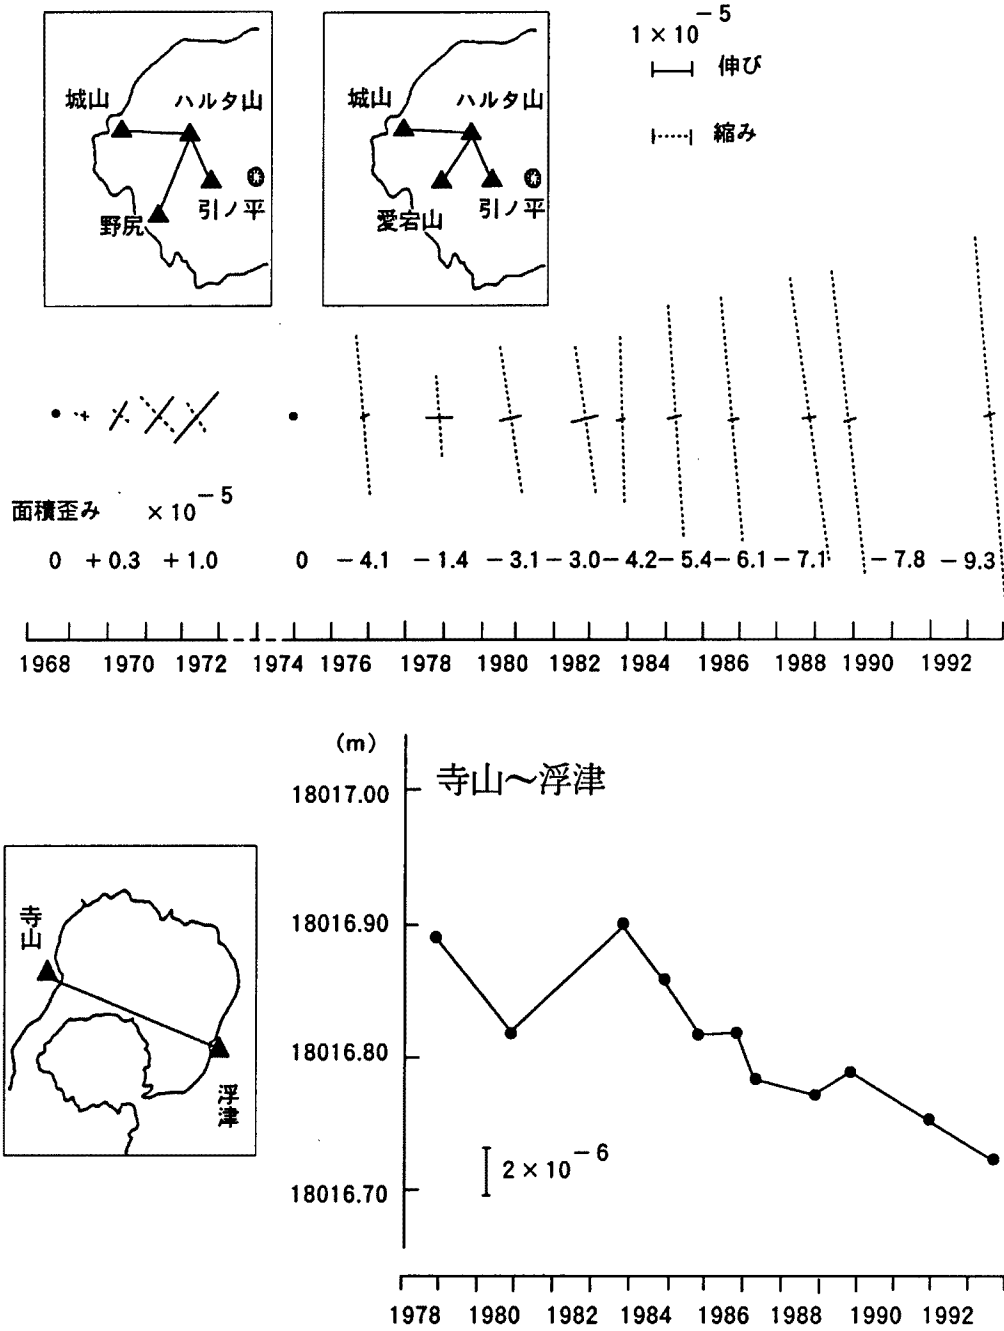 城山 ハルタ山
野尻 引ノ平
城山 ハルタ山
愛宕山 引ノ平
1×10⁻⁵
伸び
縮み
面積歪み ×10⁻⁵
0 +0.3 +1.0 0 −4.1 −1.4 −3.1 −3.0 −4.2 −5.4 −6.1 −7.1 −7.8 −9.3
1968 1970 1972 1974 1976 1978 1980 1982 1984 1986 1988 1990 1992
(m)
寺山〜浮津
18017.00
18016.90
18016.80
18016.70
2×10⁻⁶
寺山
浮津
1978 1980 1982 1984 1986 1988 1990 1992